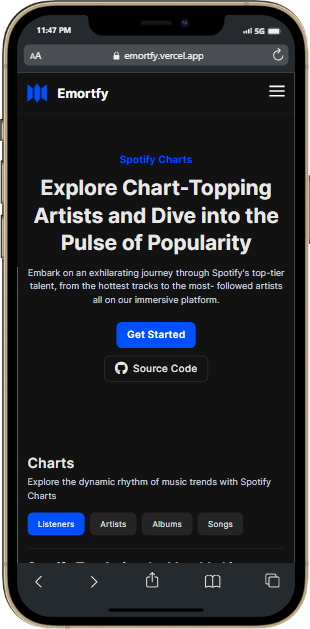 11:47 PM
5G
AA
emortfy.vercel.app
Emortfy
Spotify Charts
Explore Chart-Topping
Artists and Dive into the
Pulse of Popularity
Embark on an exhilarating journey through Spotify's top-tier
talent, from the hottest tracks to the most- followed artists
all on our immersive platform.
Get Started
Source Code
Charts
Explore the dynamic rhythm of music trends with Spotify
Charts
Listeners Artists Albums Songs